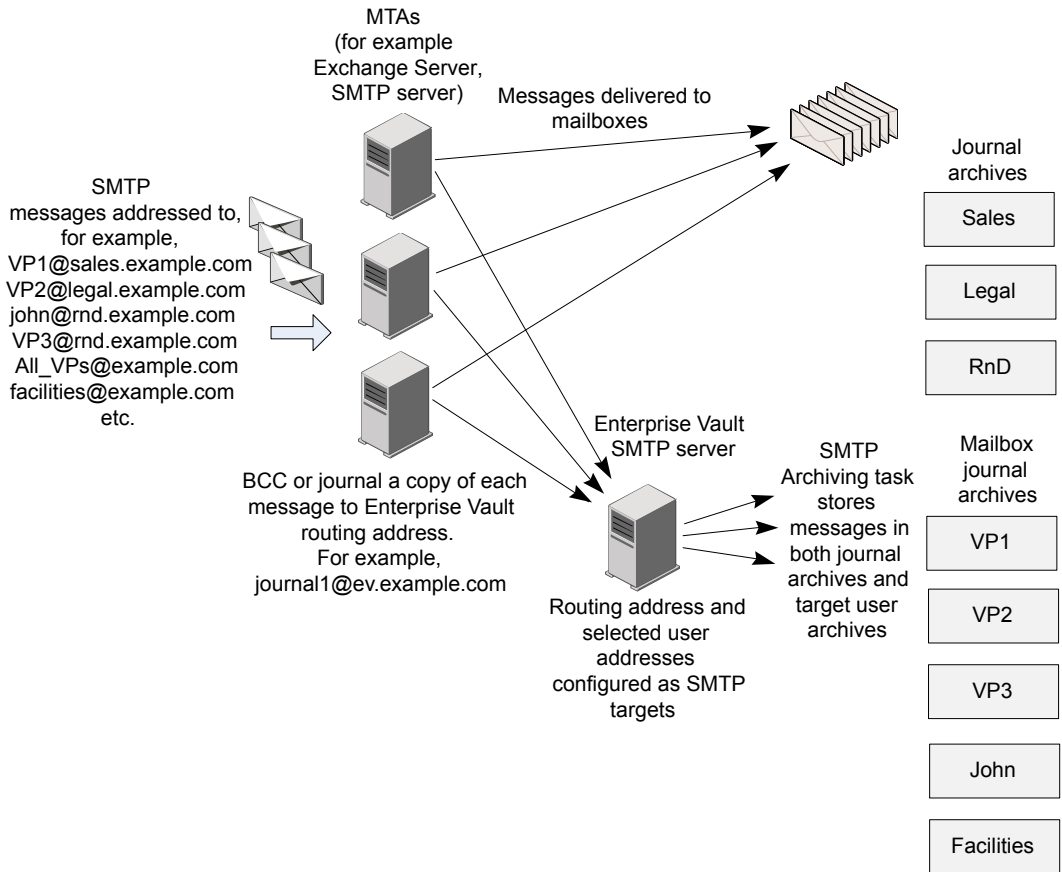 MTAs
(for example
Exchange Server,
SMTP server)
Messages delivered to
mailboxes
SMTP
messages addressed to,
for example,
VP1@sales.example.com
VP2@legal.example.com
john@rnd.example.com
VP3@rnd.example.com
All_VPs@example.com
facilities@example.com
etc.
BCC or journal a copy of each
message to Enterprise Vault
routing address.
For example,
journal1@ev.example.com
Enterprise Vault
SMTP server
Routing address and
selected user
addresses
configured as SMTP
targets
SMTP
Archiving task
stores
messages in
both journal
archives and
target user
archives
Journal
archives
Sales
Legal
RnD
Mailbox
journal
archives
VP1
VP2
VP3
John
Facilities